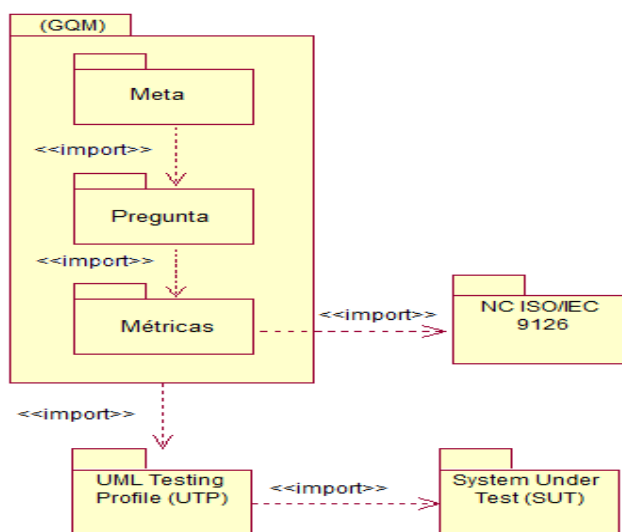 (GQM)
Meta
<<import>>
Pregunta
<<import>>
Métricas
<<import>>
NC ISO/IEC
9126
<<import>>
UML Testing
Profile (UTP)
<<import>>
System Under
Test (SUT)